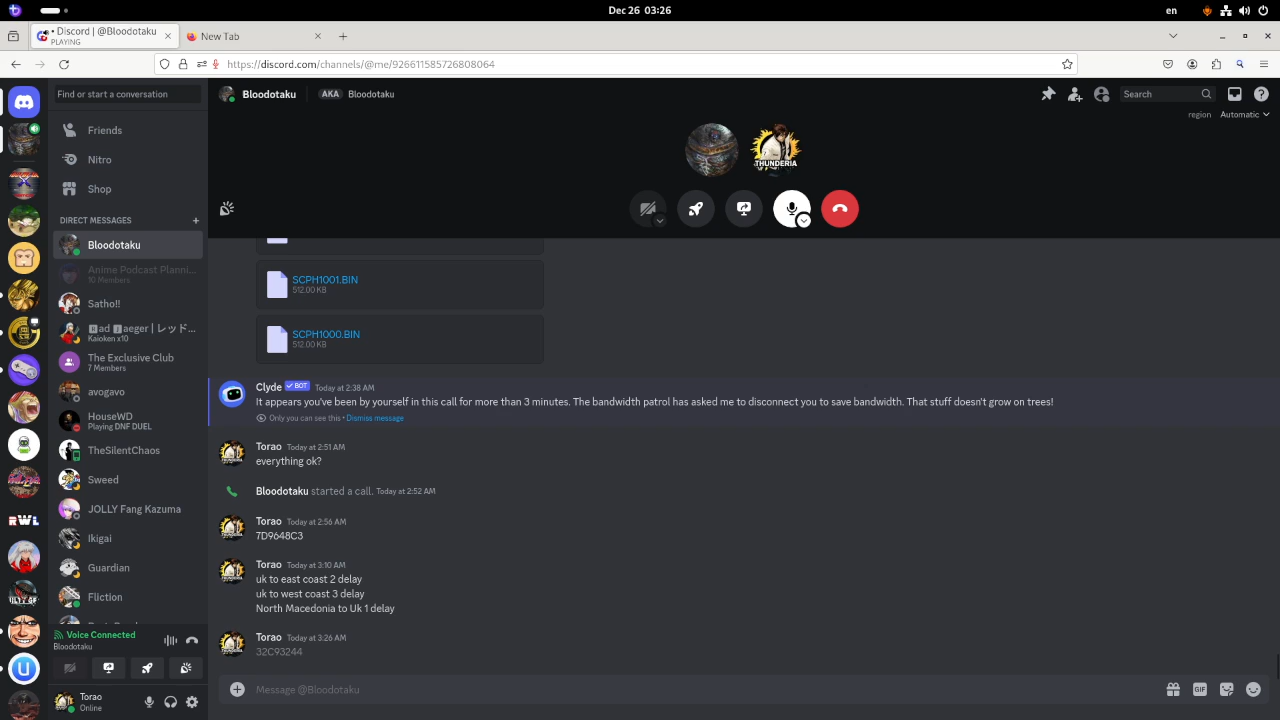 Dec 26 03:26
en
Discord | @Bloodotaku
PLAYING
New Tab
https://discord.com/channels/@me/926611585726808064
Find or start a conversation
Bloodotaku
AKA
Bloodotaku
Search
region
Automatic
Friends
Nitro
Shop
DIRECT MESSAGES
Bloodotaku
Anime Podcast Planni...
10 Members
Satho!!
Kaioken x10
The Exclusive Club
7 Members
avogavo
HouseWD
Playing DNF DUEL
TheSilentChaos
Sweed
JOLLY Fang Kazuma
Ikigai
Guardian
Fliction
Voice Connected
Bloodotaku
Torao
Online
THUNDERIA
SCPH1001.BIN
512.00 KB
SCPH1000.BIN
512.00 KB
Clyde BOT Today at 2:38 AM
It appears you've been by yourself in this call for more than 3 minutes. The bandwidth patrol has asked me to disconnect you to save bandwidth. That stuff doesn't grow on trees!
Only you can see this • Dismiss message
Torao Today at 2:51 AM
everything ok?
Bloodotaku started a call. Today at 2:52 AM
Torao Today at 2:56 AM
7D9648C3
Torao Today at 3:10 AM
uk to east coast 2 delay
uk to west coast 3 delay
North Macedonia to Uk 1 delay
Torao Today at 3:26 AM
32C93244
Message @Bloodotaku
GIF
RWL